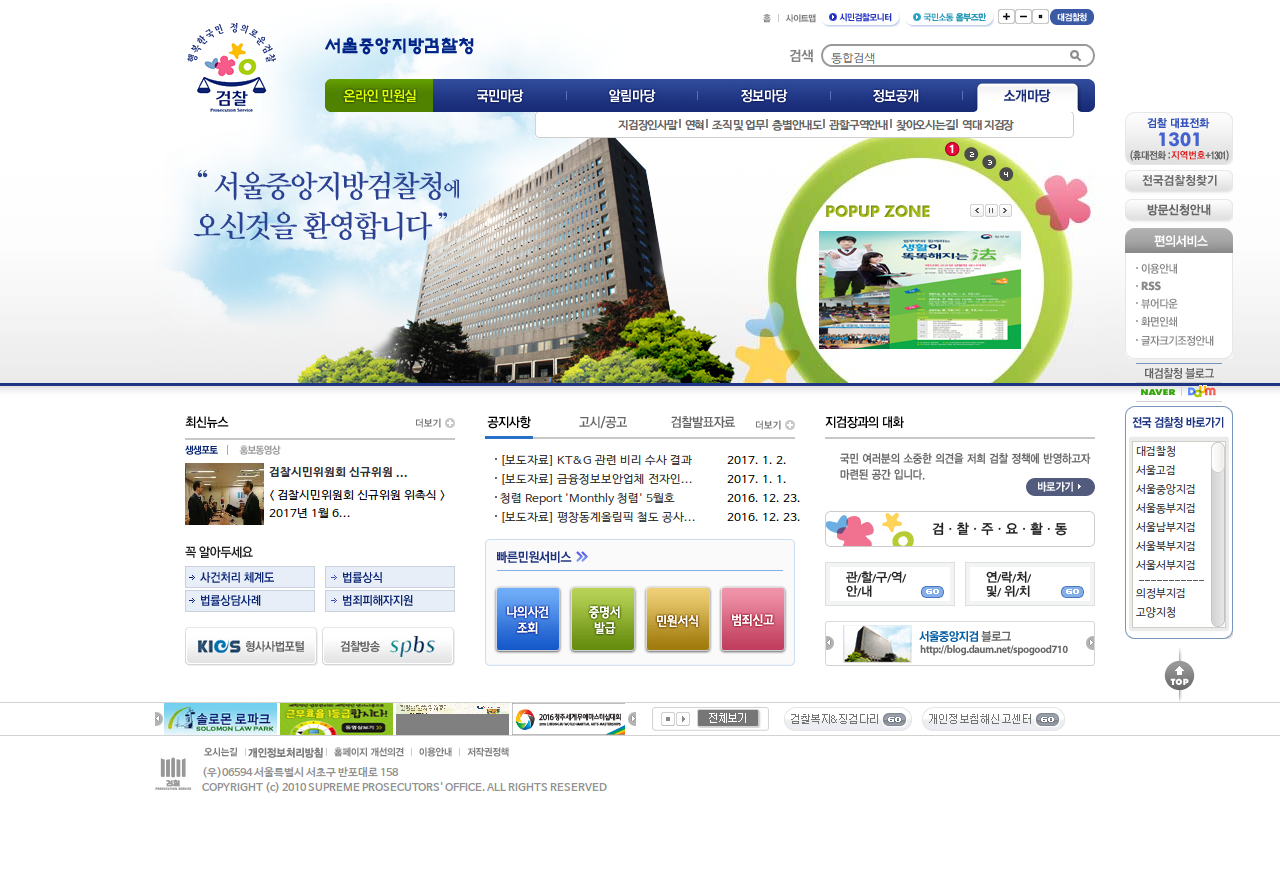 홈 | 사이트맵 시민검찰모니터 국민소통 옴부즈만 대검찰청
행복한국민 정의로운검찰
검찰
Prosecution Service
서울중앙지방검찰청
검색 통합검색
온라인 민원실 국민마당 알림마당 정보마당 정보공개 소개마당
지검장인사말 | 연혁 | 조직 및 업무 | 층별안내도 | 관할구역안내 | 찾아오시는길 | 역대 지검장
“ 서울중앙지방검찰청에
오신것을 환영합니다 ”
1 2 3 4
POPUP ZONE
생활이
똑똑해지는 法
검찰 대표전화
1301
(휴대전화 : 지역번호+1301)
전국검찰청찾기
방문신청안내
편의서비스
이용안내
RSS
뷰어다운
화면인쇄
글자크기조정안내
대검찰청 블로그
NAVER | Daum
전국 검찰청 바로가기
대검찰청
서울고검
서울중앙지검
서울동부지검
서울남부지검
서울북부지검
서울서부지검
-----------
의정부지검
고양지청
TOP
최신뉴스 더보기
생생포토 | 홍보동영상
검찰시민위원회 신규위원 ...
< 검찰시민위원회 신규위원 위촉식 >
2017년 1월 6...
꼭 알아두세요
사건처리 체계도 법률상식
법률상담사례 범죄피해자지원
KICS 형사사법포털 검찰방송 spbs
공지사항 고시/공고 검찰발표자료 더보기
· [보도자료] KT&G 관련 비리 수사 결과 2017. 1. 2.
· [보도자료] 금융정보보안업체 전자인... 2017. 1. 1.
· 청렴 Report 'Monthly 청렴' 5월호 2016. 12. 23.
· [보도자료] 평창동계올림픽 철도 공사... 2016. 12. 23.
빠른민원서비스
나의사건
조회
증명서
발급
민원서식
범죄신고
지검장과의 대화
국민 여러분의 소중한 의견을 저희 검찰 정책에 반영하고자
마련된 공간 입니다.
바로가기
검 · 찰 · 주 · 요 · 활 · 동
관/할/구/역/
안/내
GO
연/락/처/
및/ 위/치
GO
서울중앙지검 블로그
http://blog.daum.net/spogood710
솔로몬 로파크
SOLOMON LAW PARK
근무표를 1등급
합시다!
2016청주세계무예마스터십대회
전체보기
검찰복지&징검다리 GO
개인정보침해신고센터 GO
오시는길 | 개인정보처리방침 | 홈페이지 개선의견 | 이용안내 | 저작권정책
검찰
PROSECUTION SERVICE
(우)06594 서울특별시 서초구 반포대로 158
COPYRIGHT (c) 2010 SUPREME PROSECUTORS' OFFICE. ALL RIGHTS RESERVED